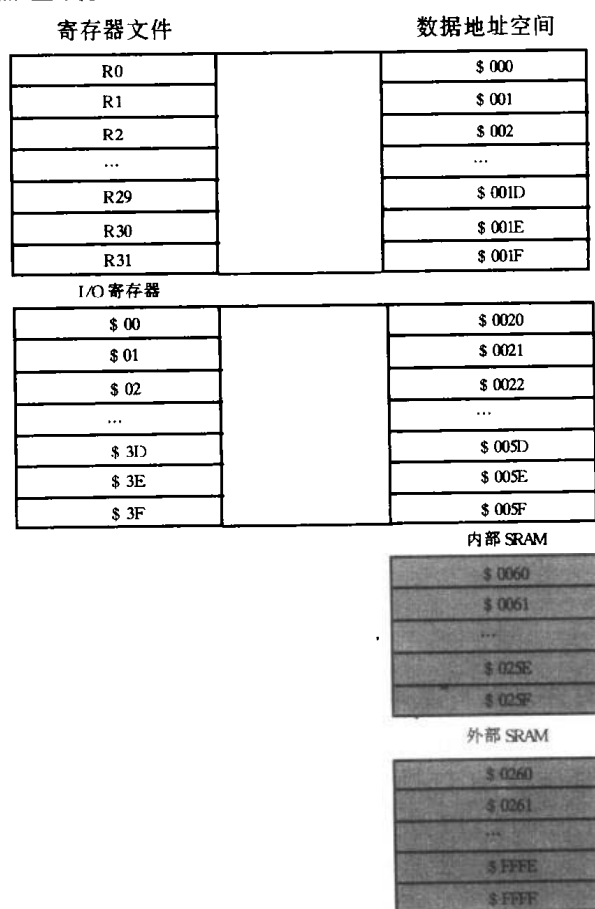 寄存器文件 数据地址空间
R0 $ 000
R1 $ 001
R2 $ 002
… …
R29 $ 001D
R30 $ 001E
R31 $ 001F
I/O 寄存器
$ 00 $ 0020
$ 01 $ 0021
$ 02 $ 0022
… …
$ 3D $ 005D
$ 3E $ 005E
$ 3F $ 005F
内部 SRAM
$ 0060
$ 0061
…
$ 025E
$ 025F
外部 SRAM
$ 0260
$ 0261
…
$ FFFE
$ FFFF